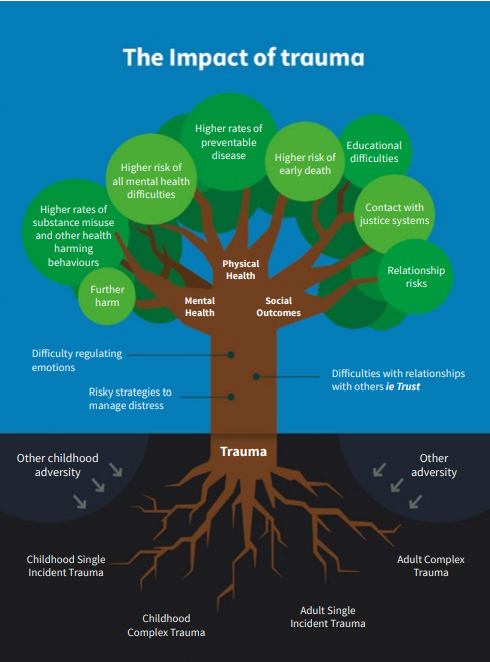 The Impact of trauma
Higher rates of
preventable
disease
Higher risk of
all mental health
difficulties
Higher risk of
early death
Educational
difficulties
Higher rates of
substance misuse
and other health
harming
behaviours
Contact with
justice systems
Further
harm
Relationship
risks
Physical
Health
Mental
Health
Social
Outcomes
Difficulty regulating
emotions
Risky strategies to
manage distress
Difficulties with relationships
with others ie Trust
Trauma
Other childhood
adversity
Other
adversity
Childhood Single
Incident Trauma
Childhood
Complex Trauma
Adult Single
Incident Trauma
Adult Complex
Trauma